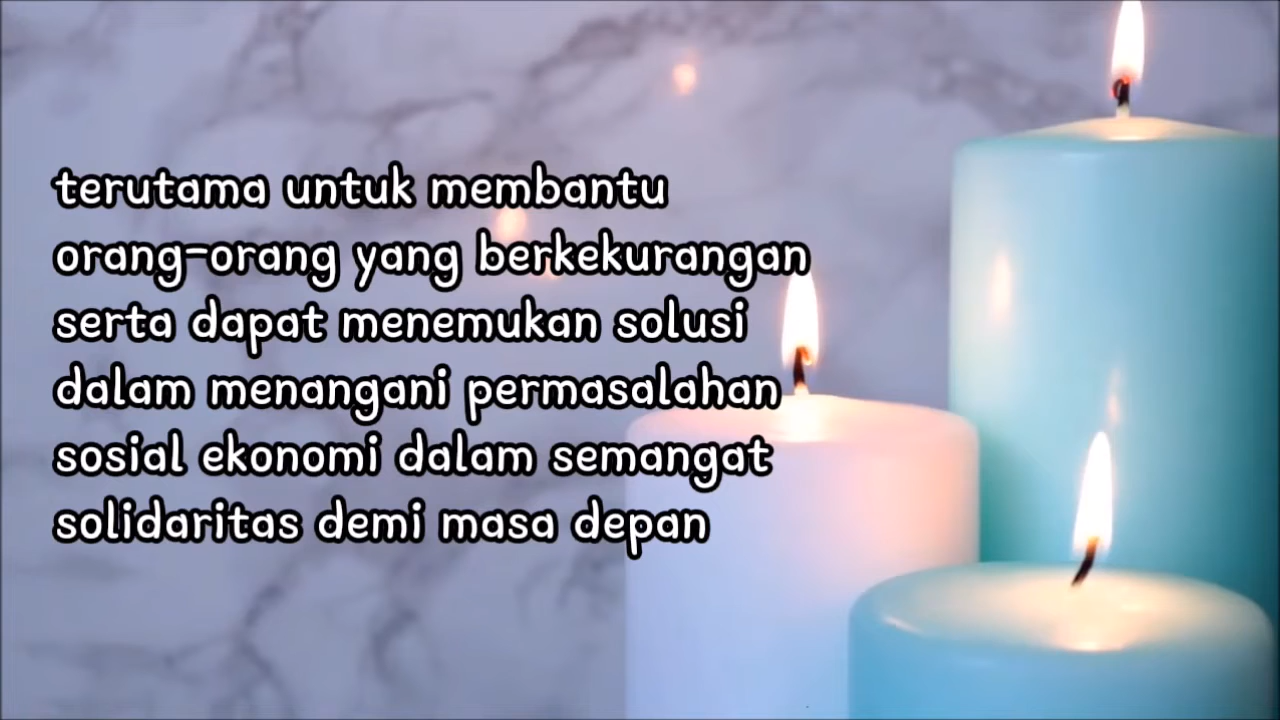 terutama untuk membantu
orang-orang yang berkekurangan
serta dapat menemukan solusi
dalam menangani permasalahan
sosial ekonomi dalam semangat
solidaritas demi masa depan